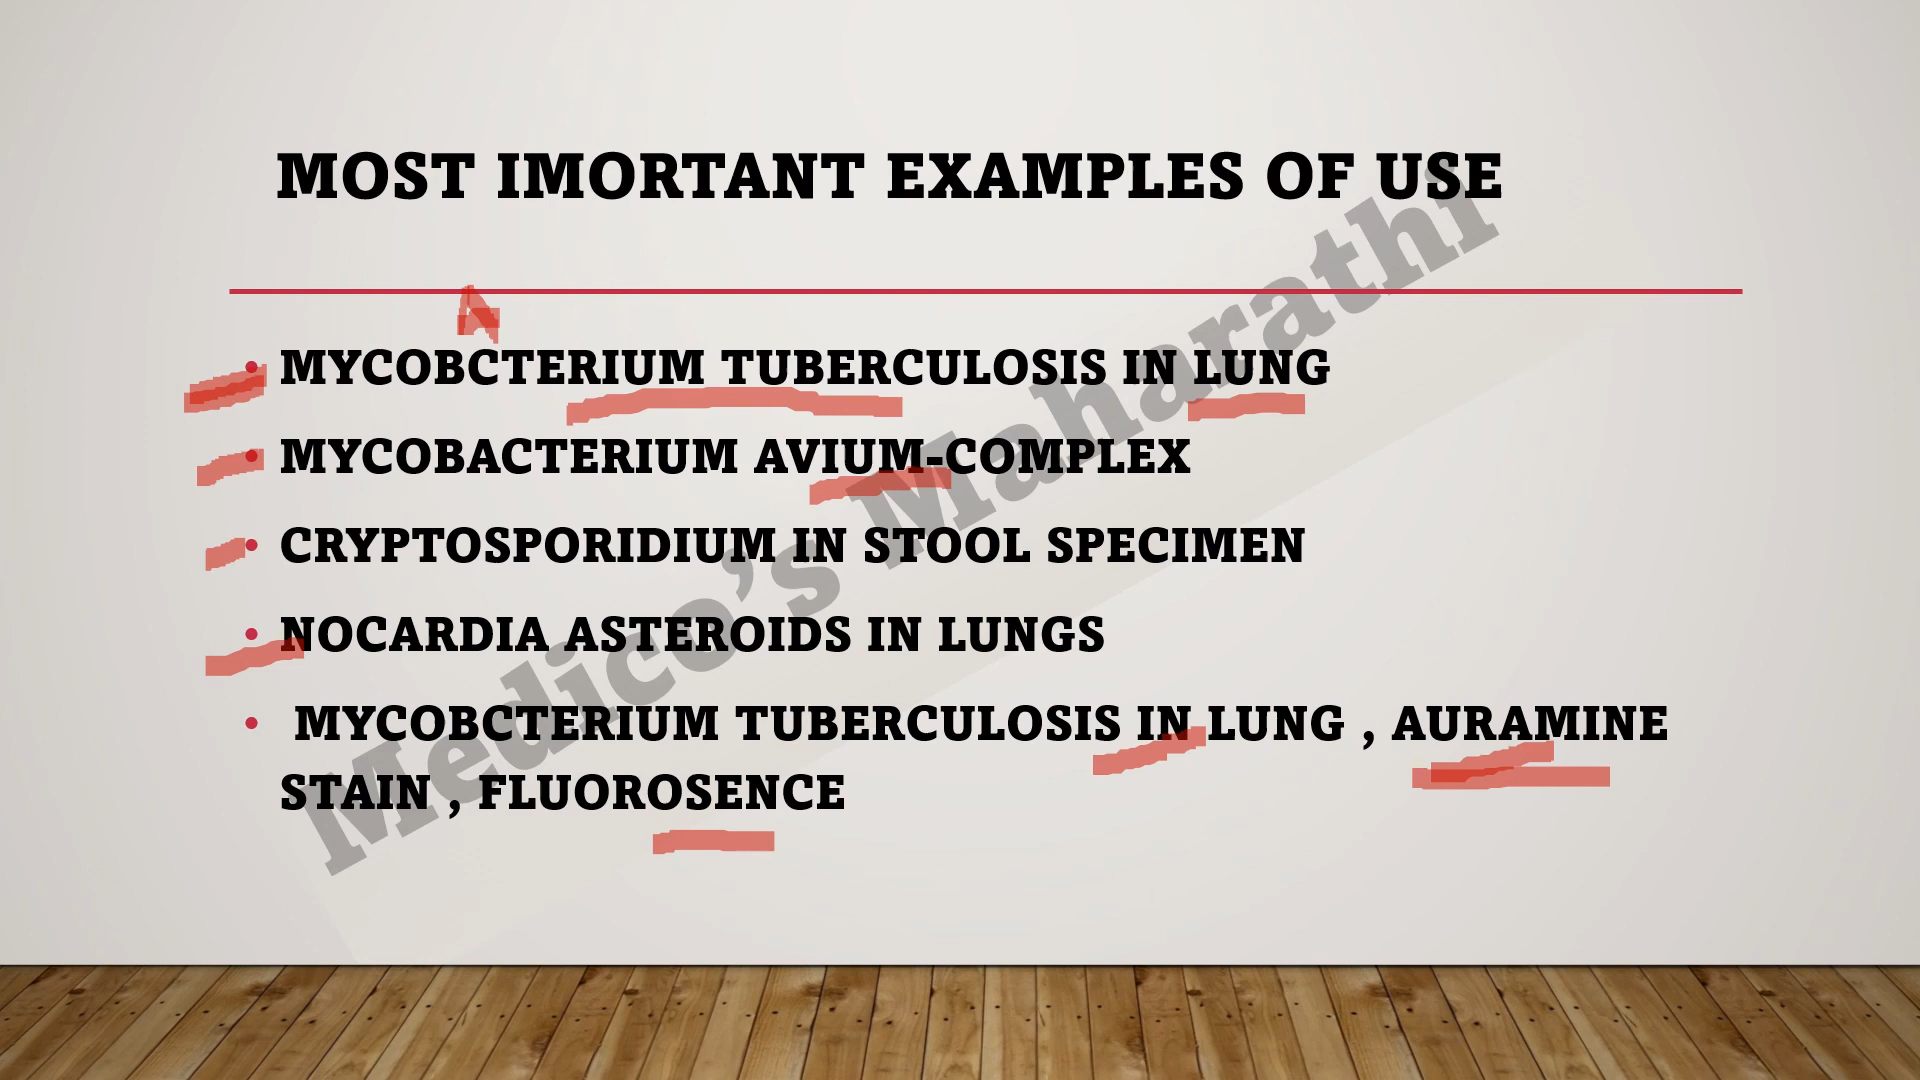 MOST IMORTANT EXAMPLES OF USE
A
• MYCOBCTERIUM TUBERCULOSIS IN LUNG
• MYCOBACTERIUM AVIUM-COMPLEX
• CRYPTOSPORIDIUM IN STOOL SPECIMEN
• NOCARDIA ASTEROIDS IN LUNGS
• MYCOBCTERIUM TUBERCULOSIS IN LUNG , AURAMINE
STAIN , FLUOROSENCE
Medico's Maharathi